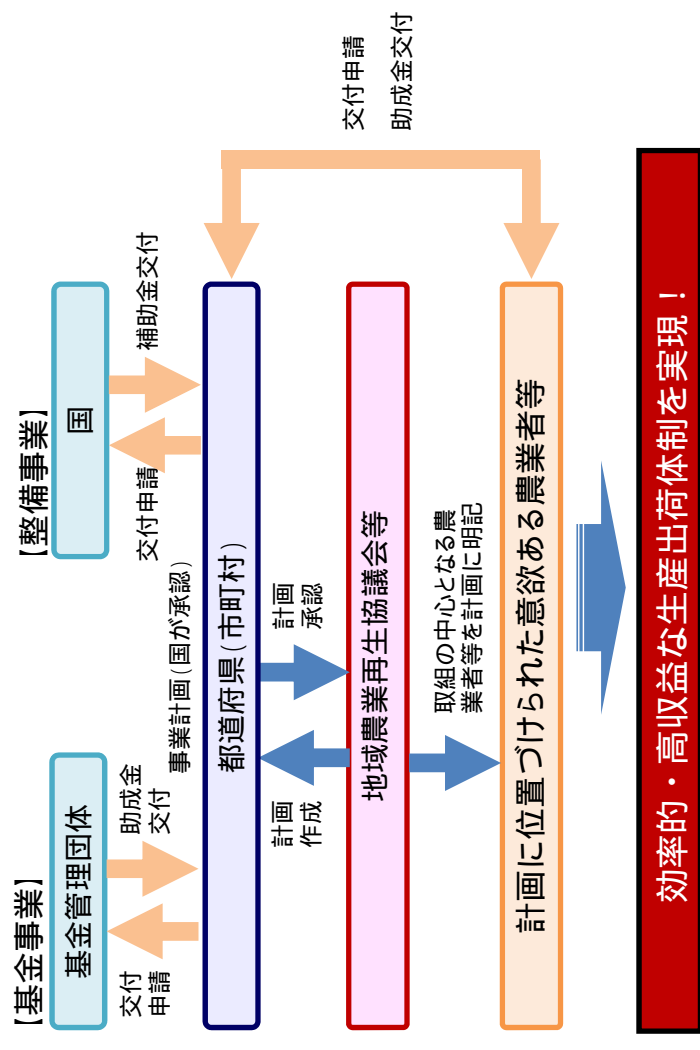 【基金事業】
【整備事業】
基金管理団体
国
交付
申請
助成金
交付
交付申請
補助金交付
事業計画(国が承認)
都道府県(市町村)
交付申請
助成金交付
計画
作成
計画
承認
地域農業再生協議会等
取組の中心となる農
業者等を計画に明記
計画に位置づけられた意欲ある農業者等
効率的・高収益な生産出荷体制を実現！